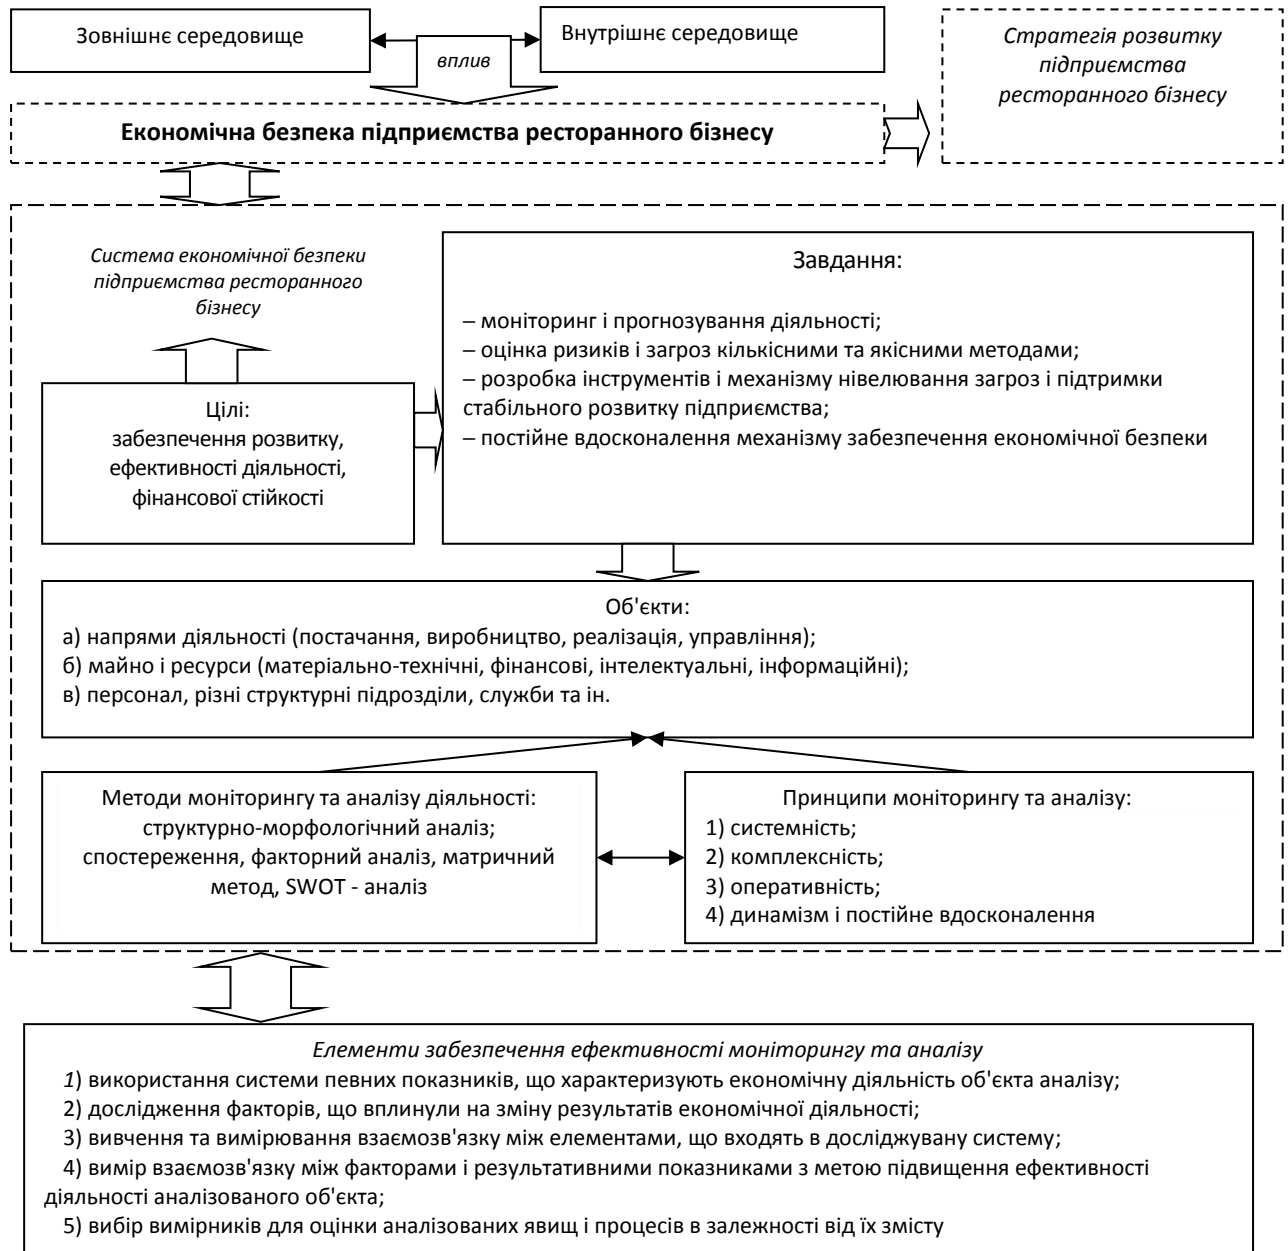 Зовнішнє середовище
Внутрішнє середовище
вплив
Стратегія розвитку
підприємства
ресторанного бізнесу
Економічна безпека підприємства ресторанного бізнесу
Система економічної безпеки
підприємства ресторанного
бізнесу
Завдання:
– моніторинг і прогнозування діяльності;
– оцінка ризиків і загроз кількісними та якісними методами;
– розробка інструментів і механізму нівелювання загроз і підтримки
стабільного розвитку підприємства;
– постійне вдосконалення механізму забезпечення економічної безпеки
Цілі:
забезпечення розвитку,
ефективності діяльності,
фінансової стійкості
Об'єкти:
а) напрями діяльності (постачання, виробництво, реалізація, управління);
б) майно і ресурси (матеріально-технічні, фінансові, інтелектуальні, інформаційні);
в) персонал, різні структурні підрозділи, служби та ін.
Методи моніторингу та аналізу діяльності:
структурно-морфологічний аналіз;
спостереження, факторний аналіз, матричний
метод, SWOT - аналіз
Принципи моніторингу та аналізу:
1) системність;
2) комплексність;
3) оперативність;
4) динамізм і постійне вдосконалення
Елементи забезпечення ефективності моніторингу та аналізу
1) використання системи певних показників, що характеризують економічну діяльність об'єкта аналізу;
2) дослідження факторів, що вплинули на зміну результатів економічної діяльності;
3) вивчення та вимірювання взаємозв'язку між елементами, що входять в досліджувану систему;
4) вимір взаємозв'язку між факторами і результативними показниками з метою підвищення ефективності
діяльності аналізованого об'єкта;
5) вибір вимірників для оцінки аналізованих явищ і процесів в залежності від їх змісту